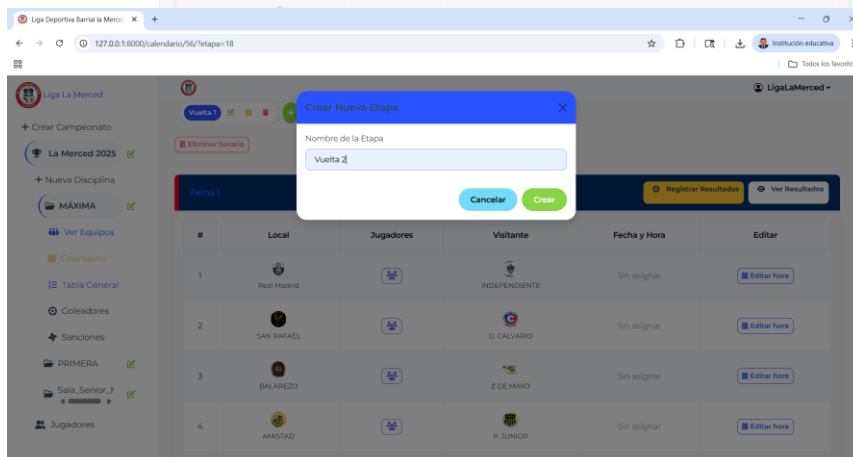 Liga Deportiva Barrial la Merced
127.0.0.1:8000/calendario/56/?etapa=18
Institución educativa
Todos los favoritos
Liga La Merced
LigaLaMerced
Vuelta 1
Crear Nueva Etapa
+ Crear Campeonato
Nombre de la Etapa
Eliminar horario
La Merced 2025
Vuelta 2
+ Nueva Disciplina
Fecha 1
Registrar Resultados
Ver Resultados
Cancelar
Crear
MÁXIMA
Ver Equipos
# Local Jugadores Visitante Fecha y Hora Editar
Calendario
1 Real Madrid INDEPENDIENTE Sin asignar Editar hora
Tabla General
Goleadores
2 SAN RAFAEL D. CALVARIO Sin asignar Editar hora
Sanciones
PRIMERA
3 BALAREZO 2 DE MAYO Sin asignar Editar hora
Sala_Senior_
Jugadores
4 AMISTAD P. JUNIOR Sin asignar Editar hora